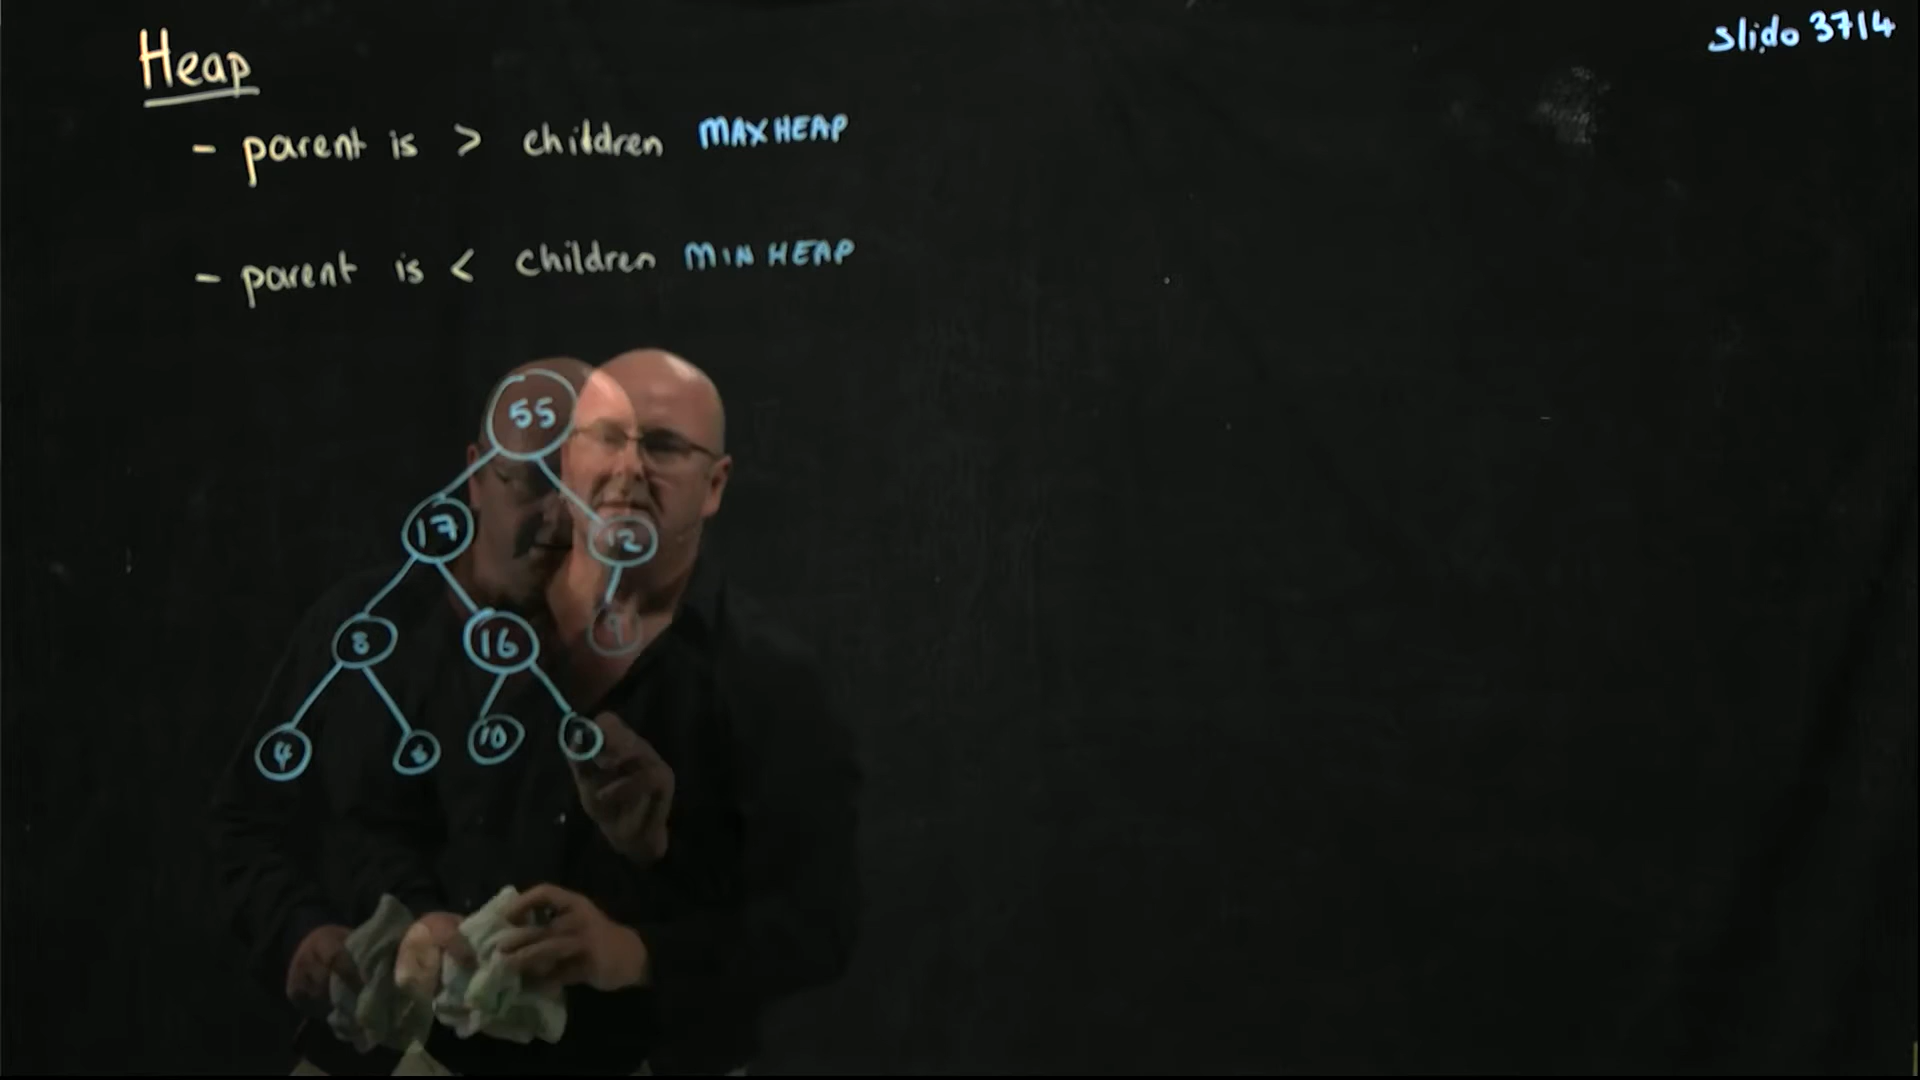 Heap
slido 3714
- parent is > children MAXHEAP
- parent is < children MIN HEAP
55
17 12
8 16 9
4 10